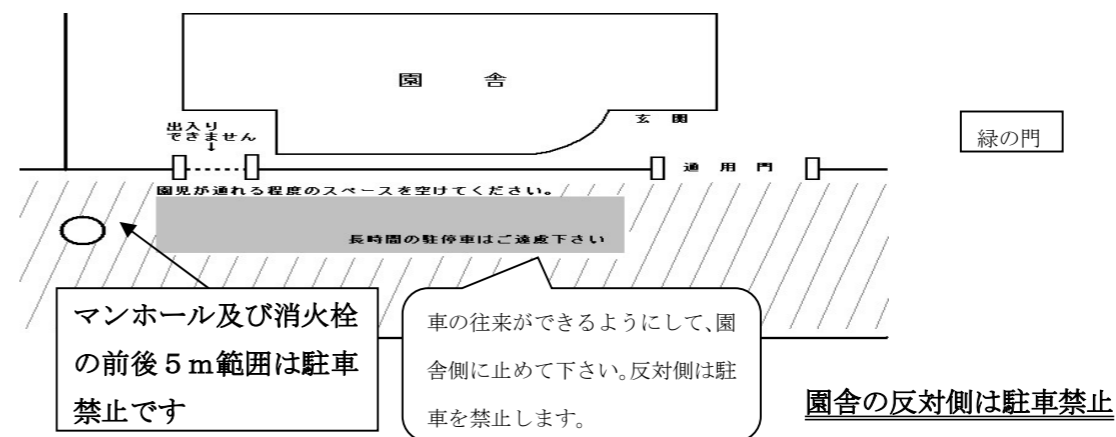 園　舎
出入り
できません
↓
玄　関
緑の門
通　用　門
園児が通れる程度のスペースを空けてください。
長時間の駐停車はご遠慮下さい
マンホール及び消火栓
の前後５ｍ範囲は駐車
禁止です
車の往来ができるようにして、園
舎側に止めて下さい。反対側は駐
車を禁止します。
園舎の反対側は駐車禁止